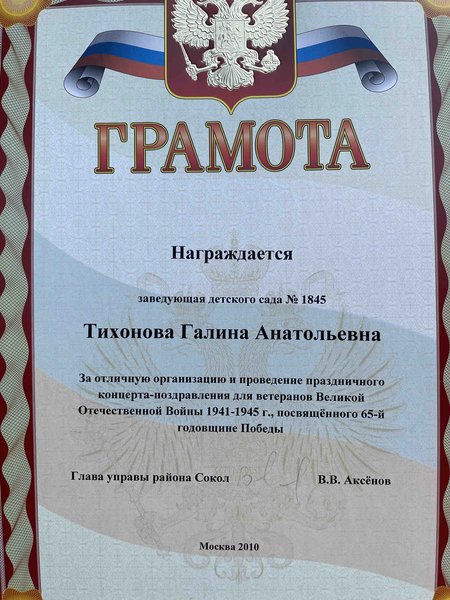 ГРАМОТА
Награждается
заведующая детского сада № 1845
Тихонова Галина Анатольевна
За отличную организацию и проведение праздничного
концерта-поздравления для ветеранов Великой
Отечественной Войны 1941-1945 г., посвящённого 65-й
годовщине Победы
Глава управы района Сокол В.В. Аксёнов
Москва 2010